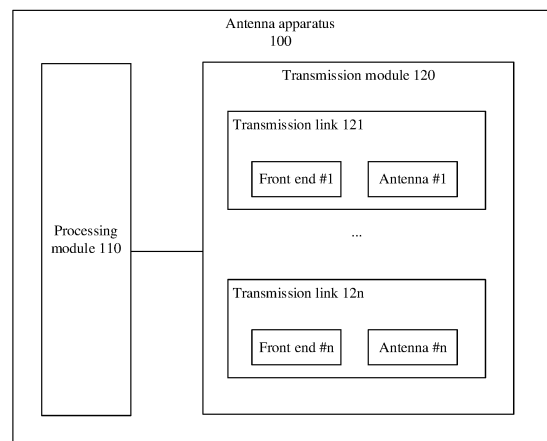 Antenna apparatus
100
Transmission module 120
Transmission link 121
Front end #1
Antenna #1
...
Processing
module 110
Transmission link 12n
Front end #n
Antenna #n